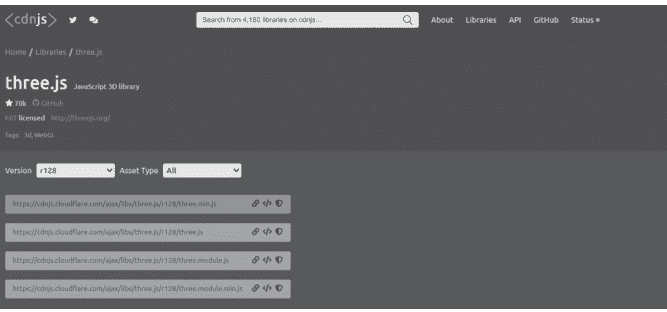 <cdnjs>
Search from 4,180 libraries on cdnjs...
About Libraries API GitHub Status
Home / Libraries / three.js
three.js JavaScript 3D library
70k GitHub
MIT licensed http://threejs.org/
Tags: 3d, WebGL
Version r128 Asset Type All
https://cdnjs.cloudflare.com/ajax/libs/three.js/r128/three.min.js
https://cdnjs.cloudflare.com/ajax/libs/three.js/r128/three.js
https://cdnjs.cloudflare.com/ajax/libs/three.js/r128/three.module.js
https://cdnjs.cloudflare.com/ajax/libs/three.js/r128/three.module.min.js